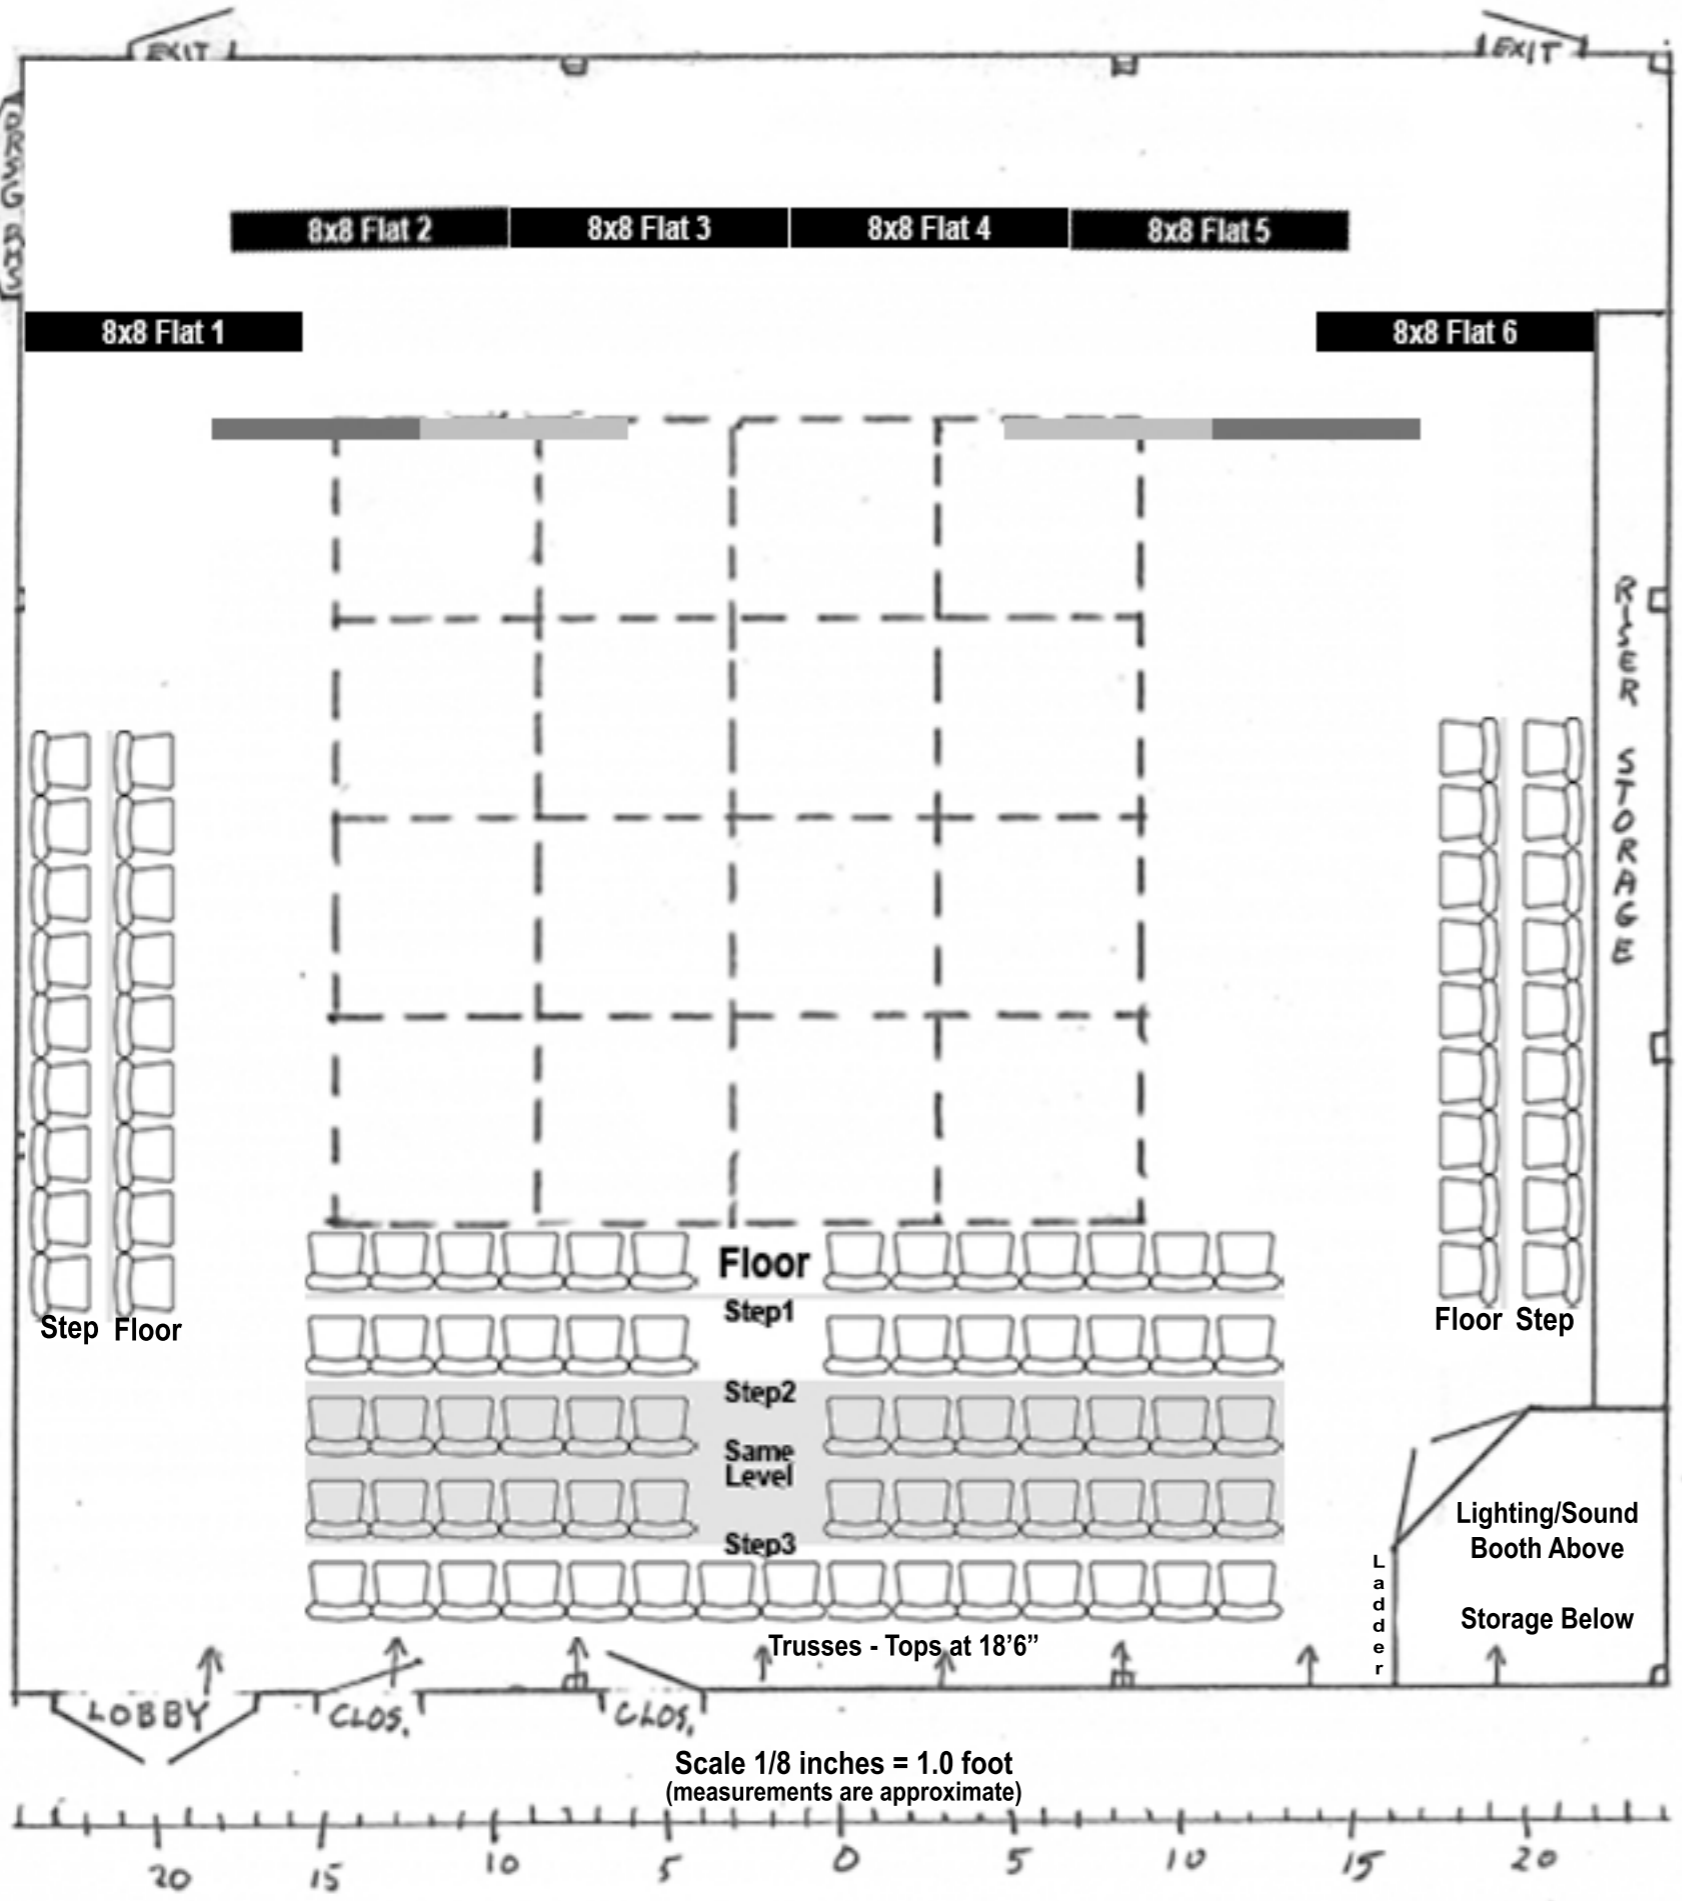 EXIT
EXIT
DRSG RMS
8x8 Flat 2
8x8 Flat 3
8x8 Flat 4
8x8 Flat 5
8x8 Flat 1
8x8 Flat 6
RISER STORAGE
Floor
Step1
Step Floor
Floor Step
Step2
Same
Level
Step3
Lighting/Sound
Booth Above
Storage Below
Ladder
Trusses - Tops at 18’6”
LOBBY
CLOS.
CLOS.
Scale 1/8 inches = 1.0 foot
(measurements are approximate)
20 15 10 5 0 5 10 15 20